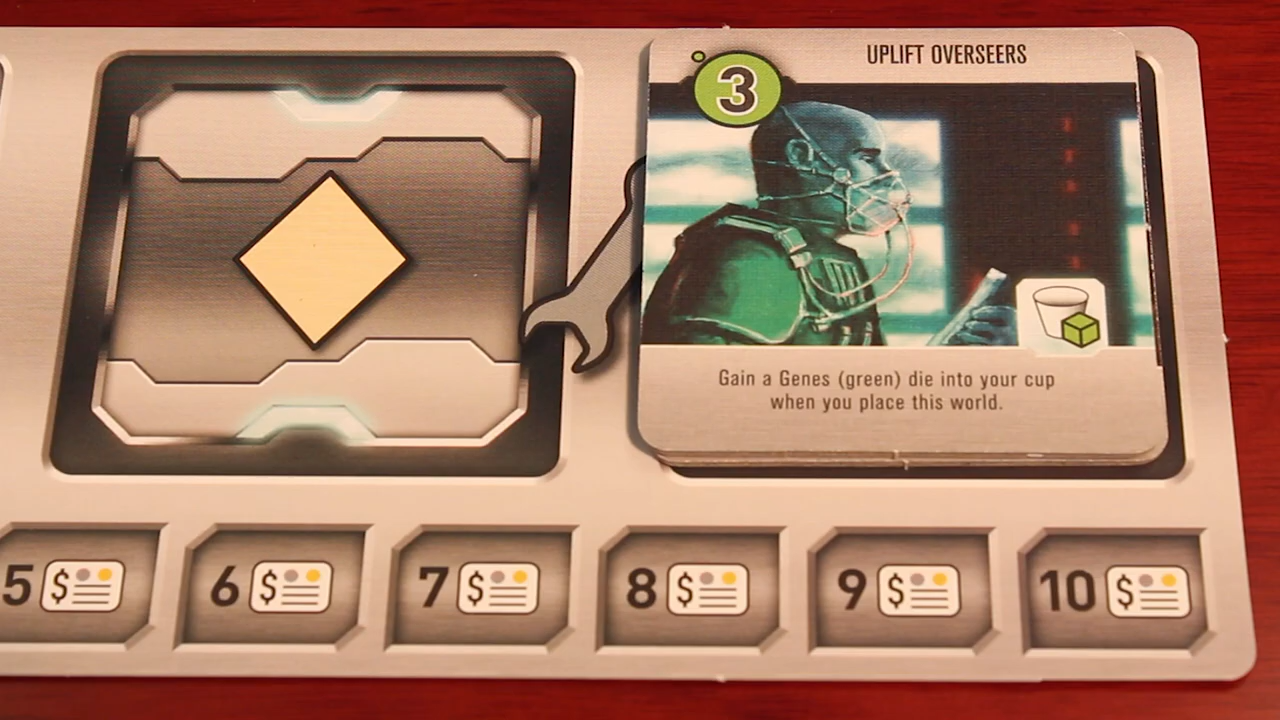 3
UPLIFT OVERSEERS
Gain a Genes (green) die into your cup
when you place this world.
5 $ 6 $ 7 $ 8 $ 9 $ 10 $